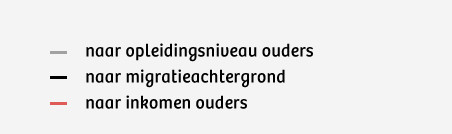 naar opleidingsniveau ouders
naar migratieachtergrond
naar inkomen ouders